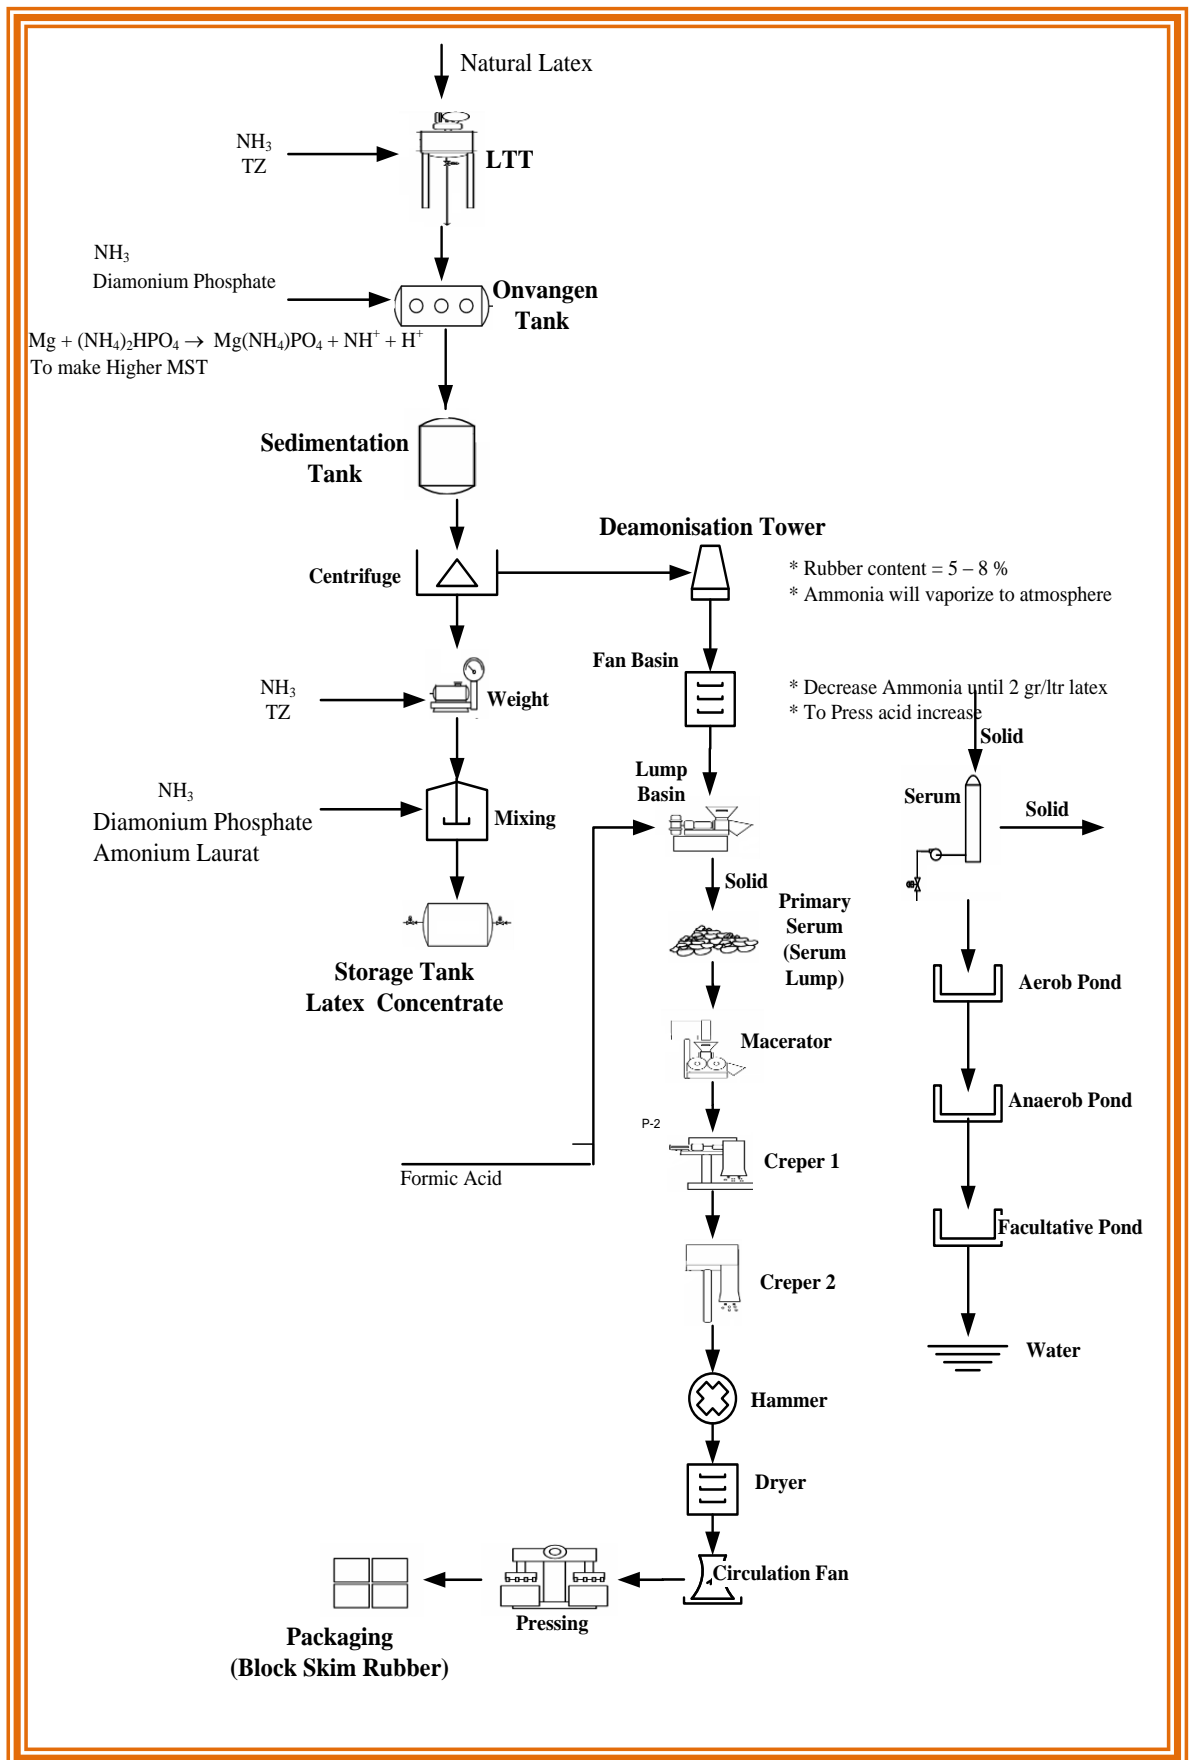 Natural Latex
NH₃
TZ
LTT
NH₃
Diamonium Phosphate
Onvangen
Tank
Mg + (NH₄)₂HPO₄ → Mg(NH₄)PO₄ + NH⁺ + H⁺
To make Higher MST
Sedimentation
Tank
Deamonisation Tower
Centrifuge
* Rubber content = 5 – 8 %
* Ammonia will vaporize to atmosphere
Fan Basin
NH₃
TZ
Weight
* Decrease Ammonia until 2 gr/ltr latex
* To Press acid increase
Solid
Lump
Basin
Serum
Solid
NH₃
Diamonium Phosphate
Amonium Laurat
Mixing
Solid
Primary
Serum
(Serum
Lump)
Storage Tank
Latex Concentrate
Aerob Pond
Macerator
Anaerob Pond
P-2
Creper 1
Formic Acid
Facultative Pond
Creper 2
Water
Hammer
Dryer
Circulation Fan
Pressing
Packaging
(Block Skim Rubber)